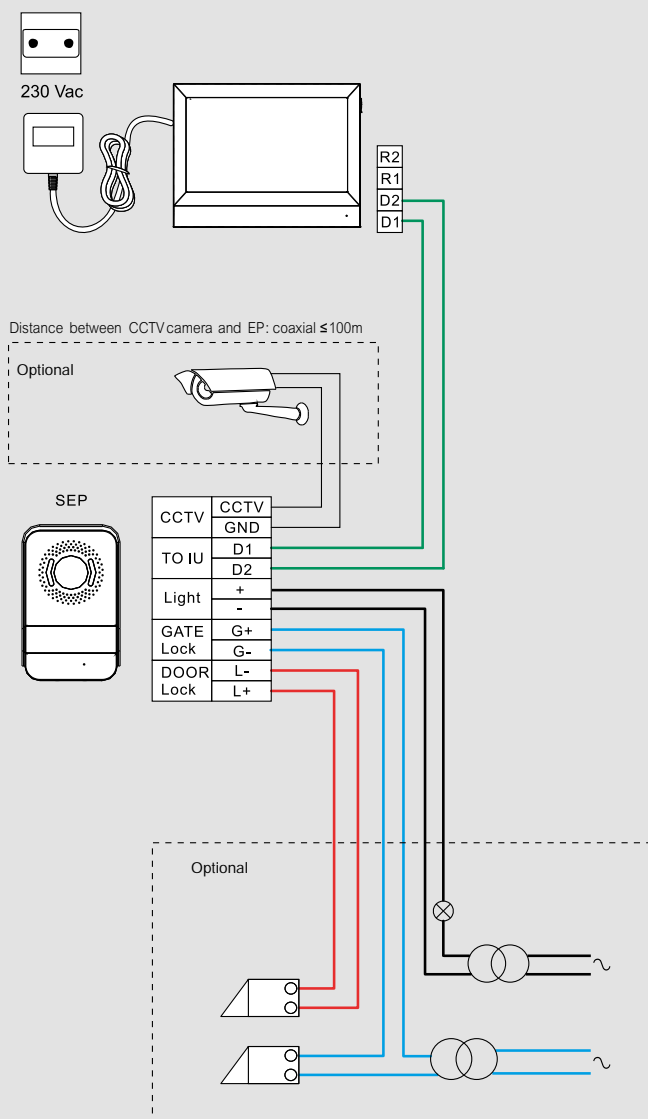 230 Vac
R2
R1
D2
D1
Distance between CCTV camera and EP: coaxial ≤100m
Optional
SEP
CCTV
CCTV
GND
TO IU
D1
D2
Light
+
-
GATE
Lock
G+
G-
DOOR
Lock
L-
L+
Optional